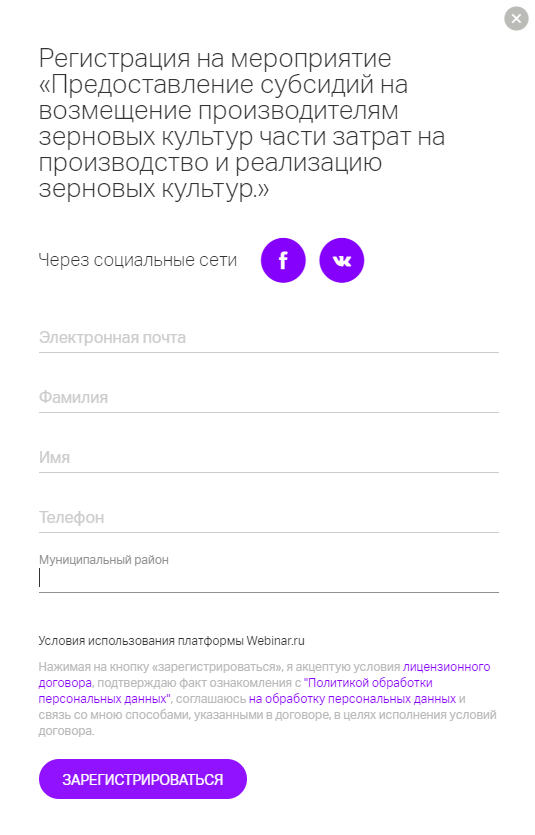 Регистрация на мероприятие
«Предоставление субсидий на
возмещение производителям
зерновых культур части затрат на
производство и реализацию
зерновых культур.»
Через социальные сети
Электронная почта
Фамилия
Имя
Телефон
Муниципальный район
Условия использования платформы Webinar.ru
Нажимая на кнопку «зарегистрироваться», я акцептую условия лицензионного
договора, подтверждаю факт ознакомления с "Политикой обработки
персональных данных", соглашаюсь на обработку персональных данных и
связь со мною способами, указанными в договоре, в целях исполнения условий
договора.
ЗАРЕГИСТРИРОВАТЬСЯ